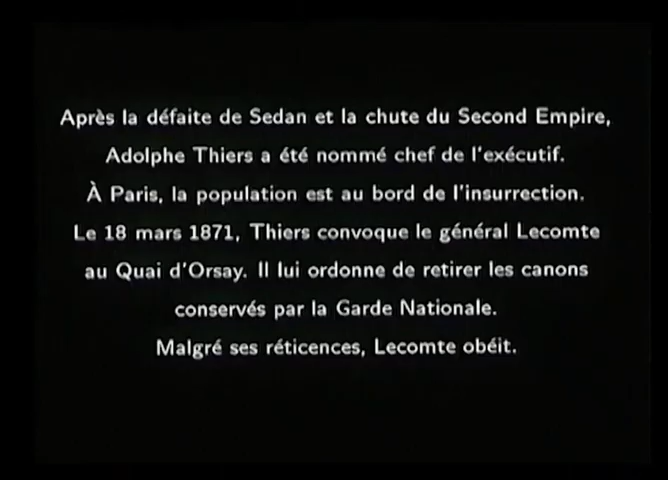 Après la défaite de Sedan et la chute du Second Empire,
Adolphe Thiers a été nommé chef de l'exécutif.
À Paris, la population est au bord de l'insurrection.
Le 18 mars 1871, Thiers convoque le général Lecomte
au Quai d'Orsay. Il lui ordonne de retirer les canons
conservés par la Garde Nationale.
Malgré ses réticences, Lecomte obéit.